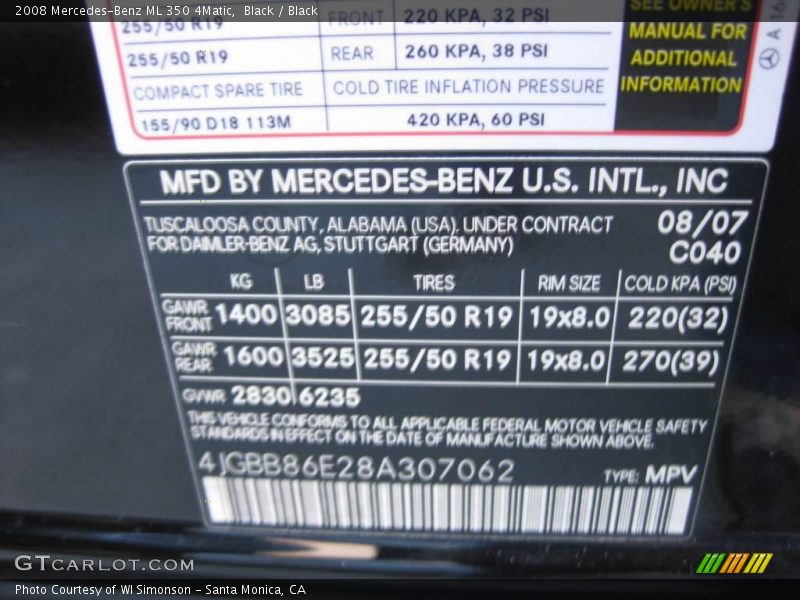 2008 Mercedes-Benz ML 350 4Matic, Black / Black
255/50 R19 FRONT 220 KPA, 32 PSI
255/50 R19 REAR 260 KPA, 38 PSI
COMPACT SPARE TIRE COLD TIRE INFLATION PRESSURE
155/90 D18 113M 420 KPA, 60 PSI
SEE OWNER'S
MANUAL FOR
ADDITIONAL
INFORMATION
MFD BY MERCEDES-BENZ U.S. INTL., INC
TUSCALOOSA COUNTY, ALABAMA (USA). UNDER CONTRACT 08/07
FOR DAIMLER-BENZ AG, STUTTGART (GERMANY) C040
KG LB TIRES RIM SIZE COLD KPA (PSI)
GAWR FRONT 1400 3085 255/50 R19 19x8.0 220(32)
GAWR REAR 1600 3525 255/50 R19 19x8.0 270(39)
GVWR 2830 6235
THIS VEHICLE CONFORMS TO ALL APPLICABLE FEDERAL MOTOR VEHICLE SAFETY
STANDARDS IN EFFECT ON THE DATE OF MANUFACTURE SHOWN ABOVE.
4JGBB86E28A307062 TYPE: MPV
GTCARLOT.COM
Photo Courtesy of WI Simonson - Santa Monica, CA